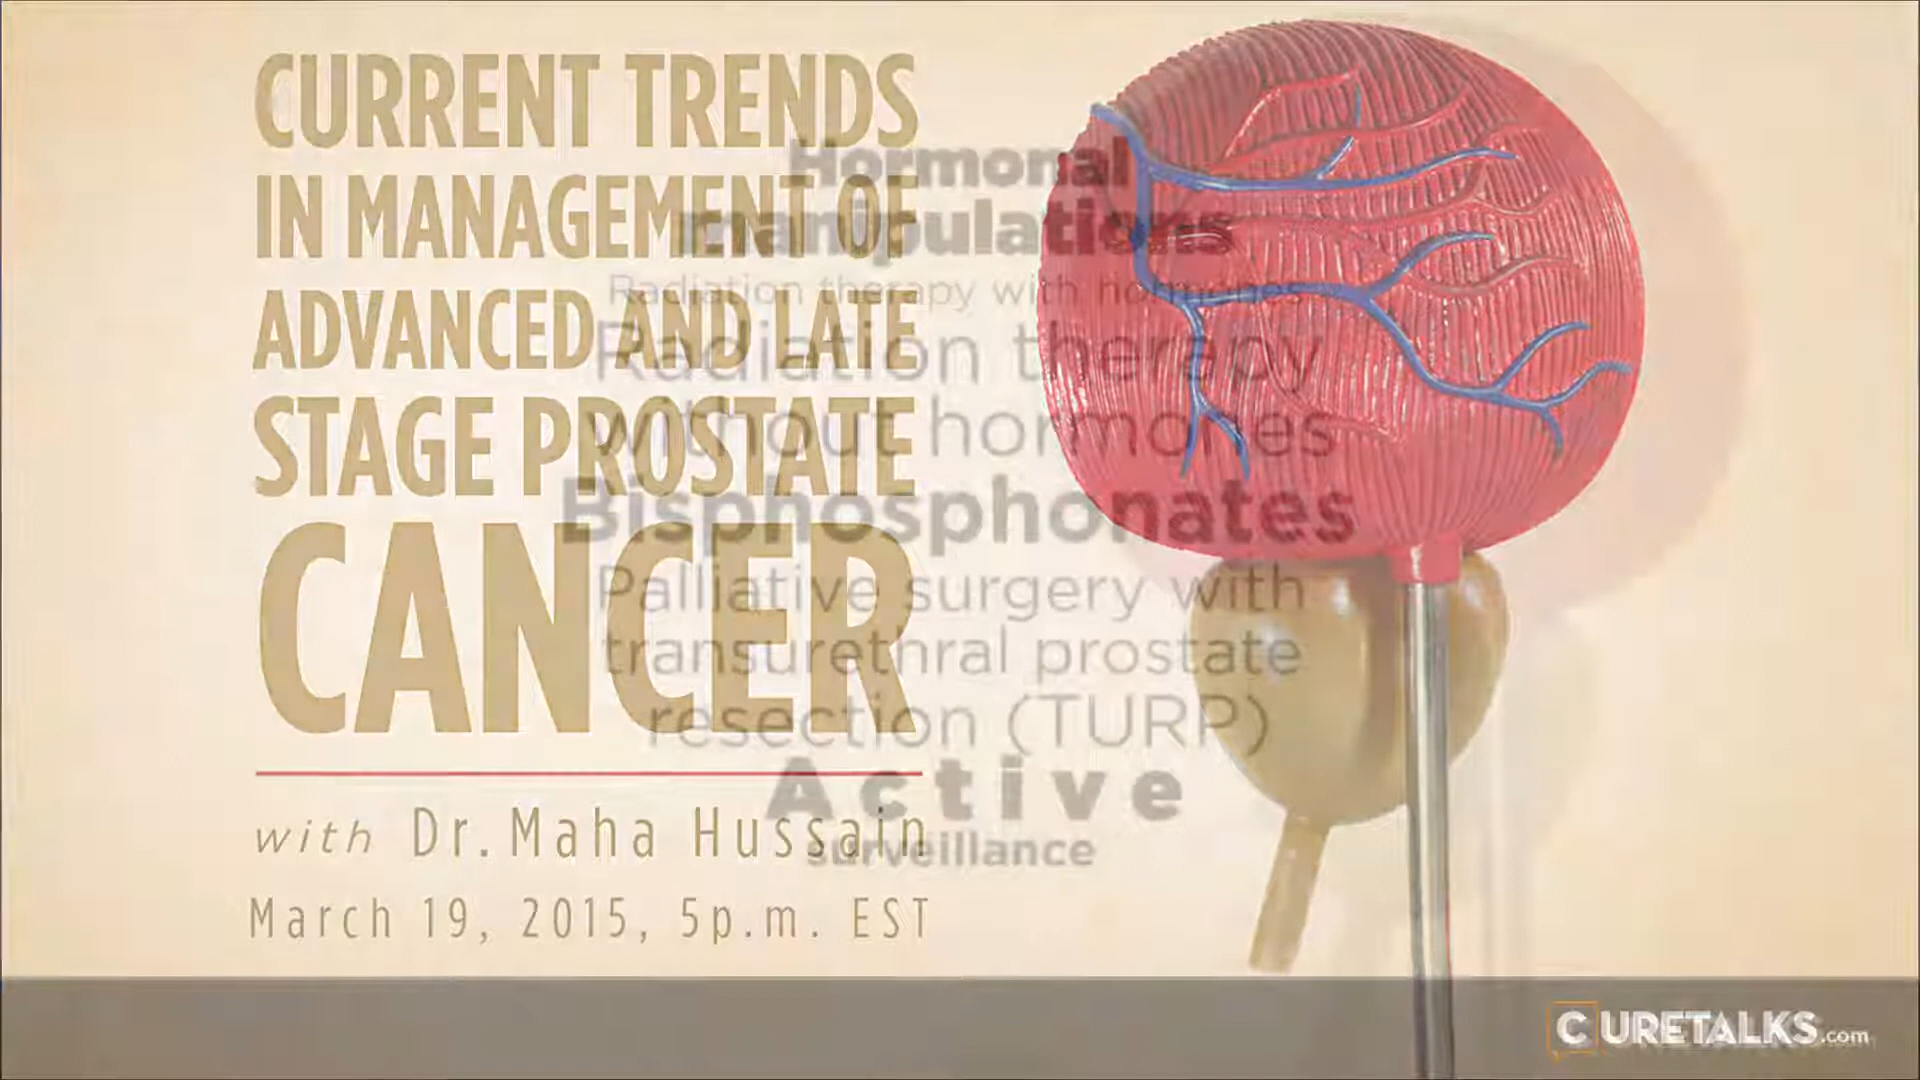 CURRENT TRENDS
IN MANAGEMENT OF
ADVANCED AND LATE
STAGE PROSTATE
CANCER
with Dr. Maha Hussain
March 19, 2015, 5p.m. EST
Hormonal
manipulations
Radiation therapy with hormones
Radiation therapy
without hormones
Bisphosphonates
Palliative surgery with
transurethral prostate
resection (TURP)
Active
surveillance
CURETALKS.com